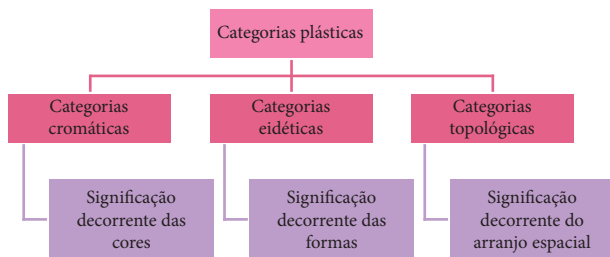 Categorias plásticas
Categorias
cromáticas
Categorias
eidéticas
Categorias
topológicas
Significação
decorrente das
cores
Significação
decorrente das
formas
Significação
decorrente do
arranjo espacial